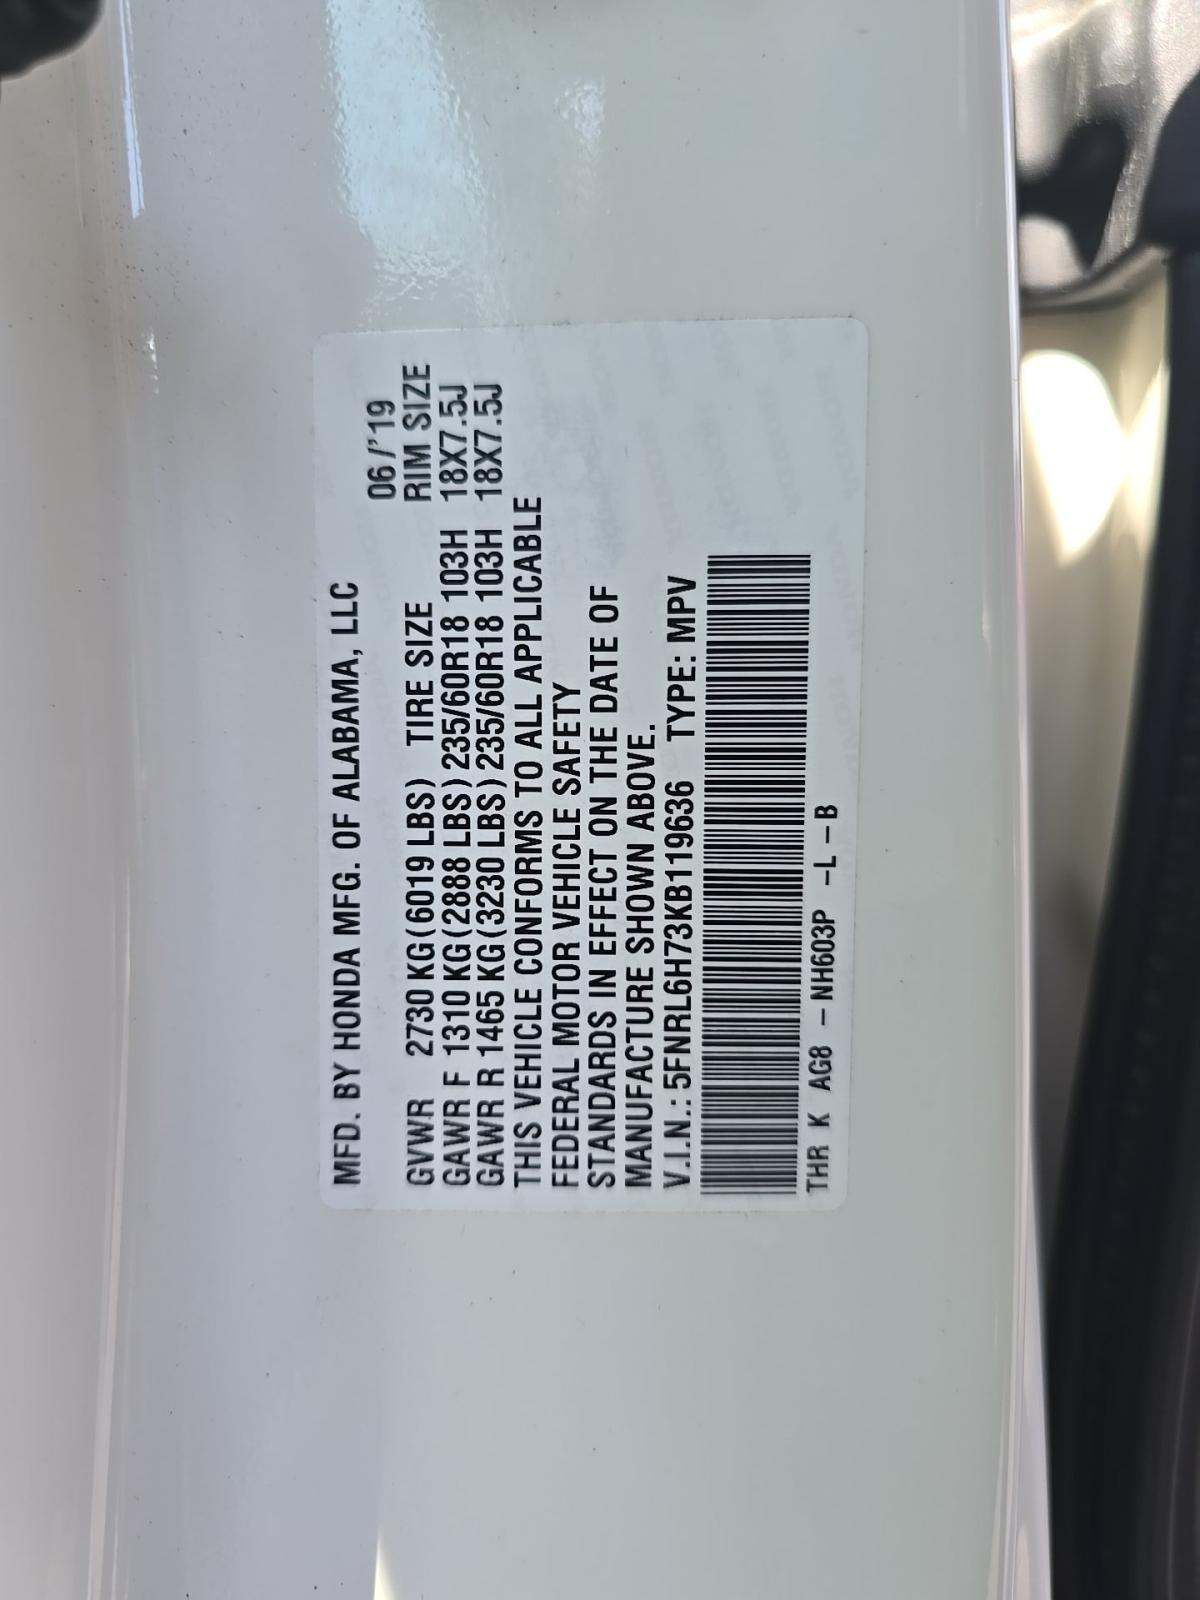 MFD. BY HONDA MFG. OF ALABAMA, LLC
06/'19
GVWR 2730 KG(6019 LBS) TIRE SIZE RIM SIZE
GAWR F 1310 KG(2888 LBS) 235/60R18 103H 18X7.5J
GAWR R 1465 KG(3230 LBS) 235/60R18 103H 18X7.5J
THIS VEHICLE CONFORMS TO ALL APPLICABLE
FEDERAL MOTOR VEHICLE SAFETY
STANDARDS IN EFFECT ON THE DATE OF
MANUFACTURE SHOWN ABOVE.
V.I.N.: 5FNRL6H73KB119636 TYPE: MPV
THR K AG8 -NH603P -L-B